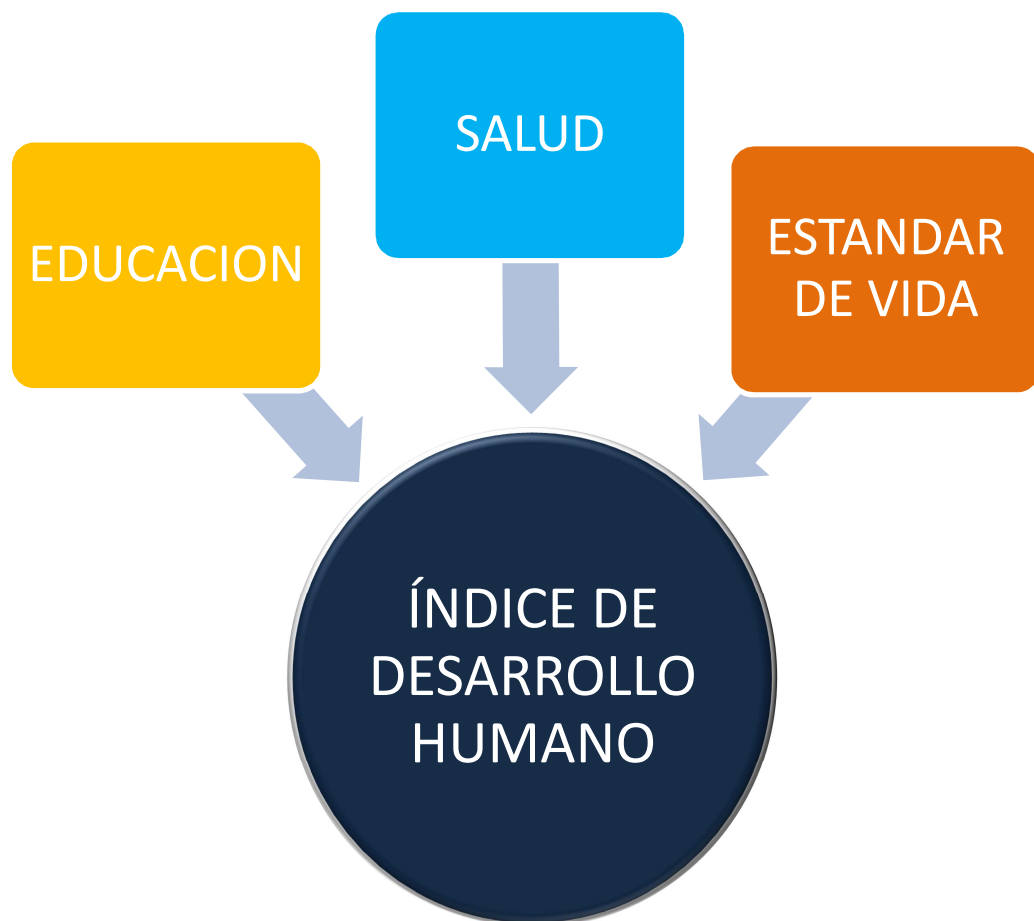 EDUCACION
SALUD
ESTANDAR
DE VIDA
ÍNDICE DE
DESARROLLO
HUMANO